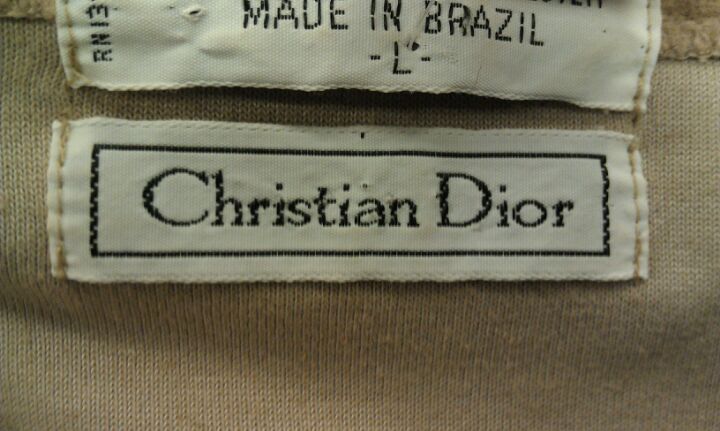 MADE IN BRAZIL
-L-
Christian Dior